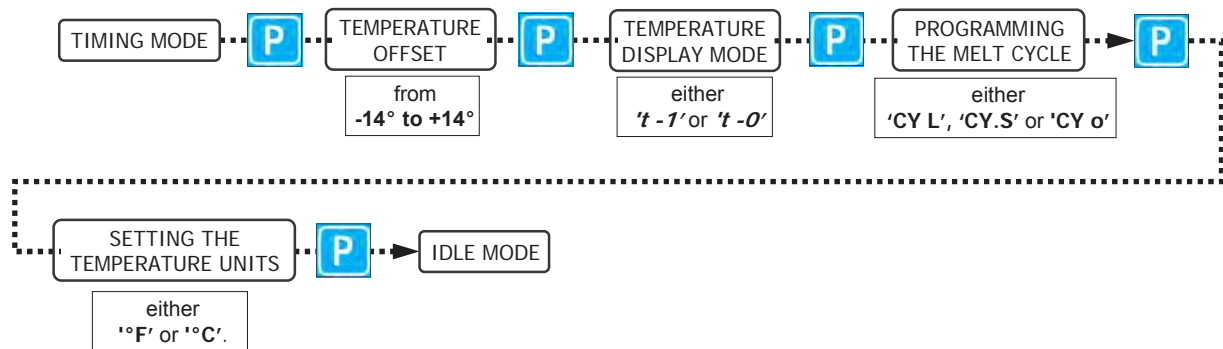 TIMING MODE
P
TEMPERATURE
OFFSET
P
TEMPERATURE
DISPLAY MODE
P
PROGRAMMING
THE MELT CYCLE
P
from
-14° to +14°
either
't -1' or 't -0'
either
‘CY L’, ‘CY.S’ or 'CY o'
SETTING THE
TEMPERATURE UNITS
P
IDLE MODE
either
'°F' or '°C'.